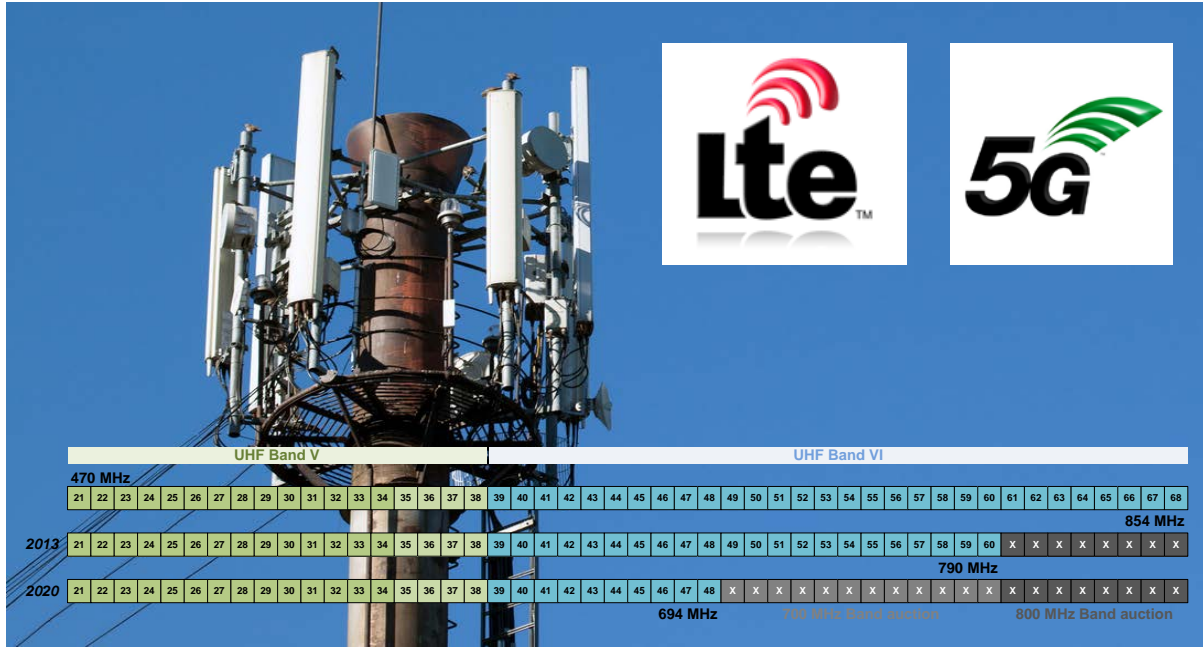 Lte TM
5G
UHF Band V UHF Band VI
470 MHz
21 22 23 24 25 26 27 28 29 30 31 32 33 34 35 36 37 38 39 40 41 42 43 44 45 46 47 48 49 50 51 52 53 54 55 56 57 58 59 60 61 62 63 64 65 66 67 68
854 MHz
2013 21 22 23 24 25 26 27 28 29 30 31 32 33 34 35 36 37 38 39 40 41 42 43 44 45 46 47 48 49 50 51 52 53 54 55 56 57 58 59 60 X X X X X X X X
790 MHz
2020 21 22 23 24 25 26 27 28 29 30 31 32 33 34 35 36 37 38 39 40 41 42 43 44 45 46 47 48 X X X X X X X X X X X X X X X X X X X X
694 MHz 700 MHz Band auction 800 MHz Band auction